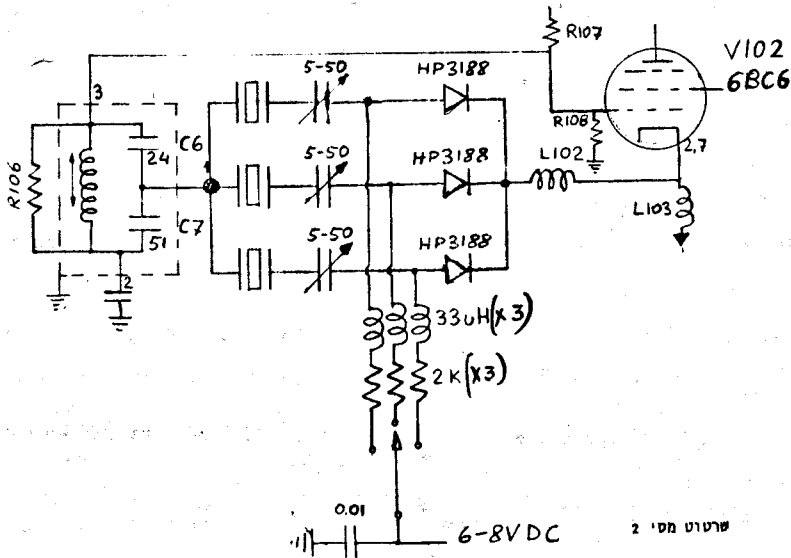 R107
V102
6BC6
5-50
HP3188
3
R108
2,7
C6
24
R106
5-50
HP3188
L102
C7
51
L103
5-50
HP3188
2
33uH(x3)
2K(x3)
0.01
6-8VDC
שרטוט מסי 2